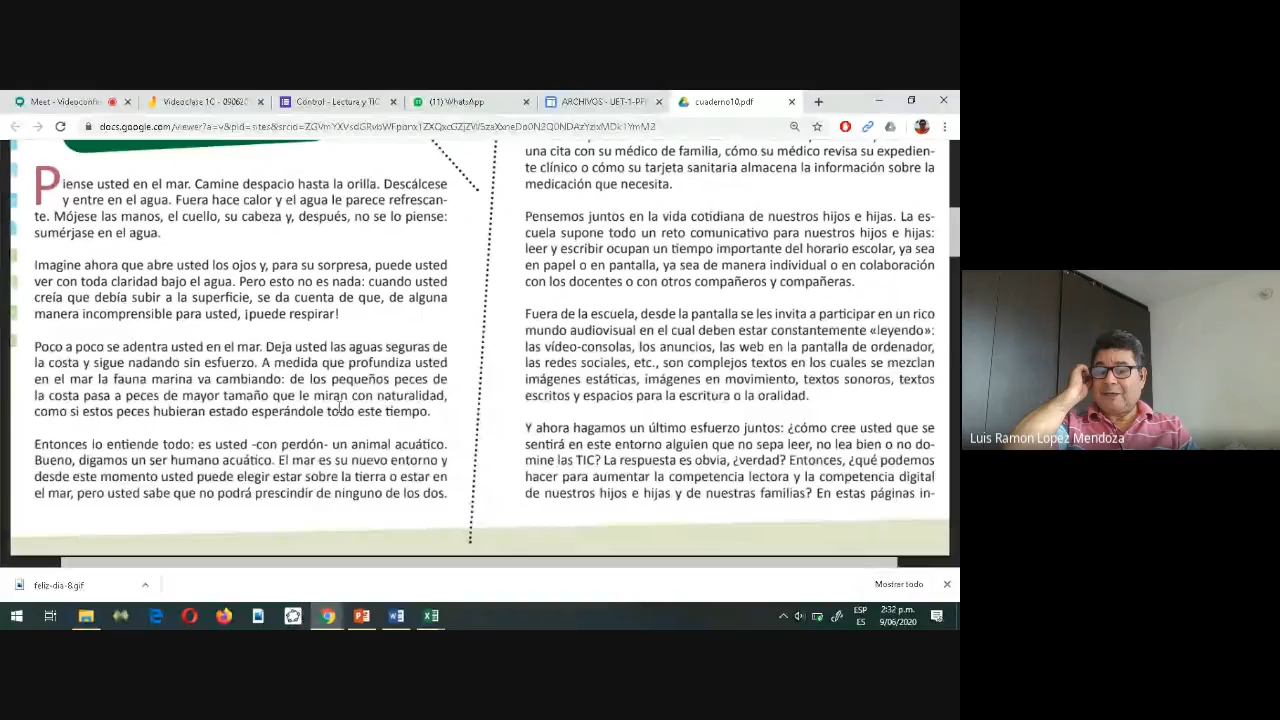 Meet - Videoconfe
Videoclase 10 - 090620
Control - Lectura y TIC
(11) WhatsApp
ARCHIVOS - UET-1-PF
cuaderno10.pdf
una cita con su médico de familia, cómo su médico revisa su expedien-
te clínico o cómo su tarjeta sanitaria almacena la información sobre la
medicación que necesita.
Piense usted en el mar. Camine despacio hasta la orilla. Descálcese
y entre en el agua. Fuera hace calor y el agua le parece refrescan-
te. Mójese las manos, el cuello, su cabeza y, después, no se lo piense:
sumérjase en el agua.
Imagine ahora que abre usted los ojos y, para su sorpresa, puede usted
ver con toda claridad bajo el agua. Pero esto no es nada: cuando usted
creía que debía subir a la superficie, se da cuenta de que, de alguna
manera incomprensible para usted, ¡puede respirar!
Poco a poco se adentra usted en el mar. Deja usted las aguas seguras de
la costa y sigue nadando sin esfuerzo. A medida que profundiza usted
en el mar la fauna marina va cambiando: de los pequeños peces de
la costa pasa a peces de mayor tamaño que le miran con naturalidad,
como si estos peces hubieran estado esperándole todo este tiempo.
Entonces lo entiende todo: es usted -con perdón- un animal acuático.
Bueno, digamos un ser humano acuático. El mar es su nuevo entorno y
desde este momento usted puede elegir estar sobre la tierra o estar en
el mar, pero usted sabe que no podrá prescindir de ninguno de los dos.
Pensemos juntos en la vida cotidiana de nuestros hijos e hijas. La es-
cuela supone todo un reto comunicativo para nuestros hijos e hijas:
leer y escribir ocupan un tiempo importante del horario escolar, ya sea
en papel o en pantalla, ya sea de manera individual o en colaboración
con los docentes o con otros compañeros y compañeras.
Fuera de la escuela, desde la pantalla se les invita a participar en un rico
mundo audiovisual en el cual deben estar constantemente «leyendo»:
las vídeo-consolas, los anuncios, las web en la pantalla de ordenador,
las redes sociales, etc., son complejos textos en los cuales se mezclan
imágenes estáticas, imágenes en movimiento, textos sonoros, textos
escritos y espacios para la escritura o la oralidad.
Y ahora hagamos un último esfuerzo juntos: ¿cómo cree usted que se
sentirá en este entorno alguien que no sepa leer, no lea bien o no do-
mine las TIC? La respuesta es obvia, ¿verdad? Entonces, ¿qué podemos
hacer para aumentar la competencia lectora y la competencia digital
de nuestros hijos e hijas y de nuestras familias? En estas páginas in-
Luis Ramon Lopez Mendoza
feliz-dia-8.gif
Mostrar todo
ESP
ES
2:32 p.m.
9/06/2020